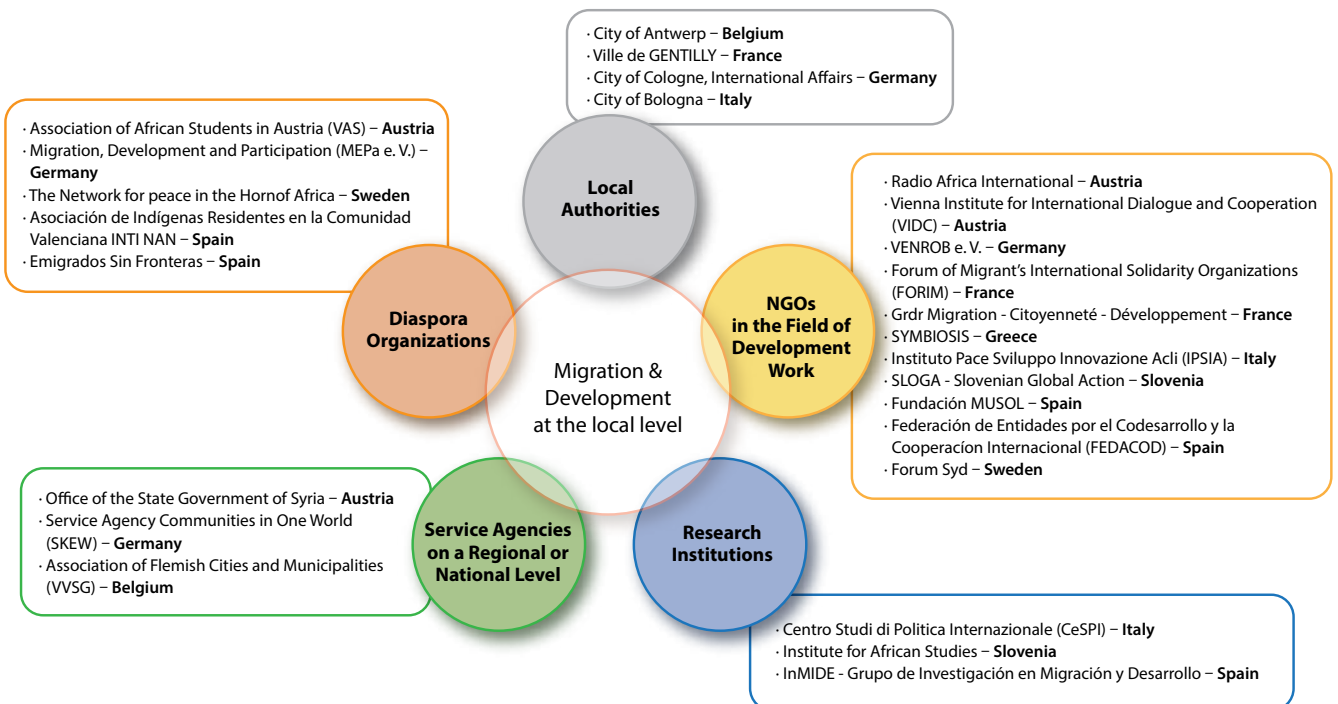 · City of Antwerp – Belgium
· Ville de GENTILLY – France
· City of Cologne, International Affairs – Germany
· City of Bologna – Italy
Local
Authorities
· Association of African Students in Austria (VAS) – Austria
· Migration, Development and Participation (MEPa e. V.) –
Germany
· The Network for peace in the Hornof Africa – Sweden
· Asociación de Indígenas Residentes en la Comunidad
Valenciana INTI NAN – Spain
· Emigrados Sin Fronteras – Spain
Diaspora
Organizations
· Radio Africa International – Austria
· Vienna Institute for International Dialogue and Cooperation
(VIDC) – Austria
· VENROB e. V. – Germany
· Forum of Migrant's International Solidarity Organizations
(FORIM) – France
· Grdr Migration - Citoyenneté - Développement – France
· SYMBIOSIS – Greece
· Instituto Pace Sviluppo Innovazione Acli (IPSIA) – Italy
· SLOGA - Slovenian Global Action – Slovenia
· Fundación MUSOL – Spain
· Federación de Entidades por el Codesarrollo y la
Cooperacíon Internacional (FEDACOD) – Spain
· Forum Syd – Sweden
NGOs
in the Field of
Development
Work
Migration &
Development
at the local level
· Office of the State Government of Syria – Austria
· Service Agency Communities in One World
(SKEW) – Germany
· Association of Flemish Cities and Municipalities
(VVSG) – Belgium
Service Agencies
on a Regional or
National Level
Research
Institutions
· Centro Studi di Politica Internazionale (CeSPI) – Italy
· Institute for African Studies – Slovenia
· InMIDE - Grupo de Investigación en Migración y Desarrollo – Spain